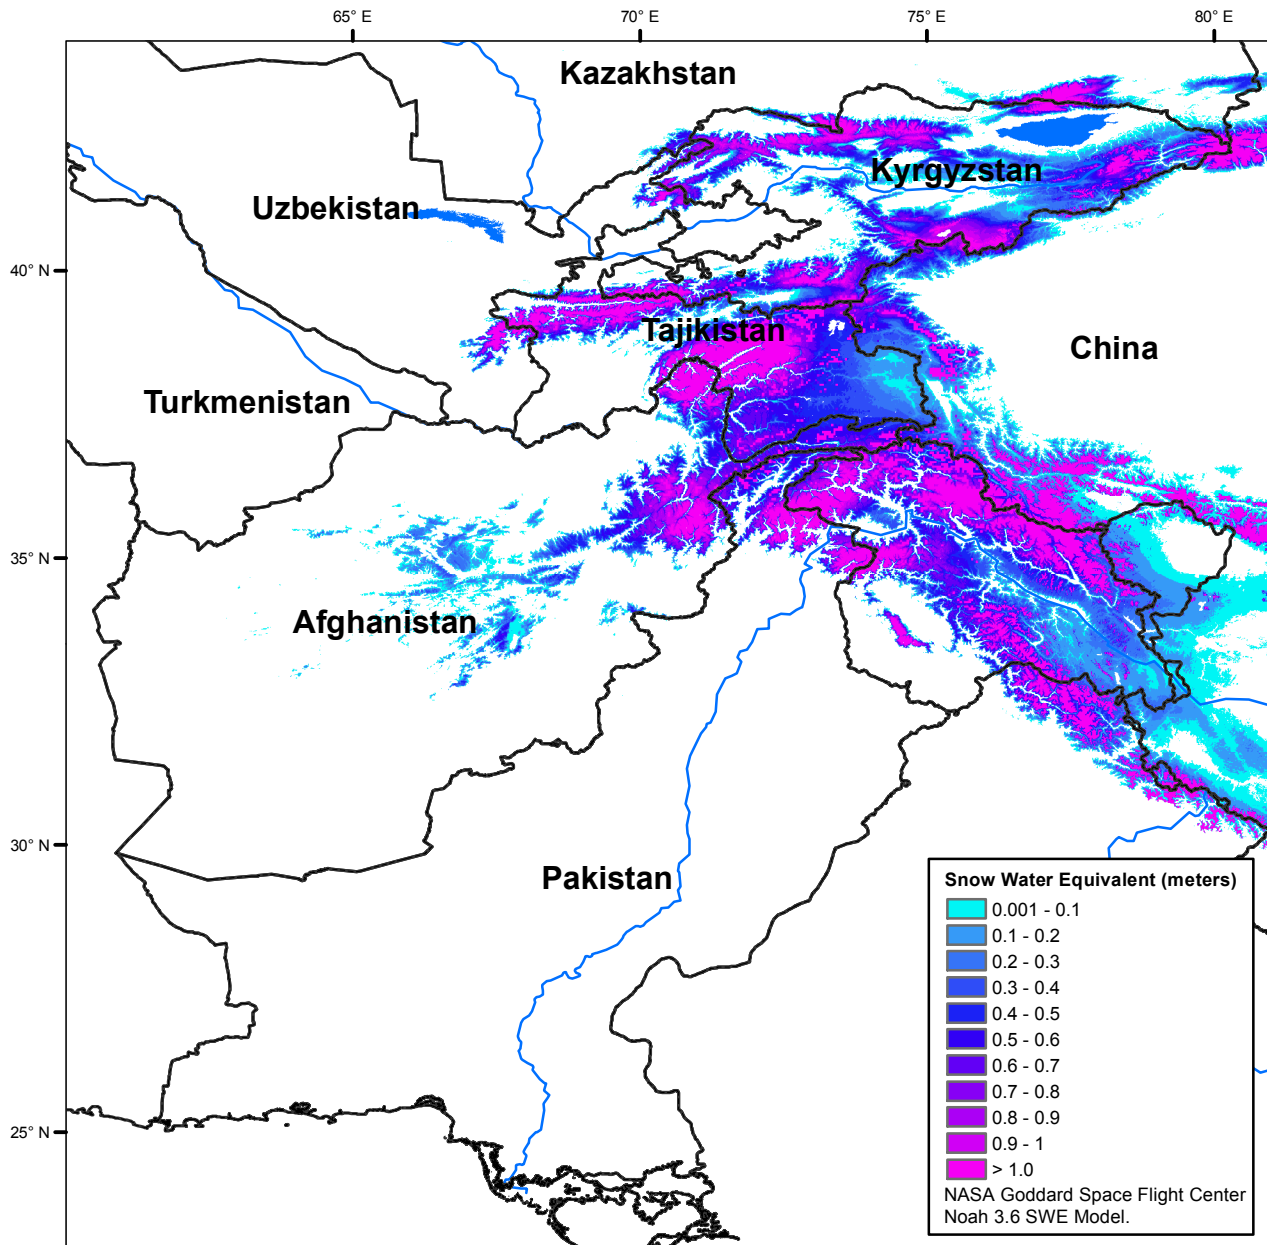 65° E
70° E
75° E
80° E
Kazakhstan
Kyrgyzstan
Uzbekistan
40° N
Tajikistan
China
Turkmenistan
35° N
Afghanistan
30° N
Pakistan
25° N
Snow Water Equivalent (meters)
0.001 - 0.1
0.1 - 0.2
0.2 - 0.3
0.3 - 0.4
0.4 - 0.5
0.5 - 0.6
0.6 - 0.7
0.7 - 0.8
0.8 - 0.9
0.9 - 1
> 1.0
NASA Goddard Space Flight Center
Noah 3.6 SWE Model.